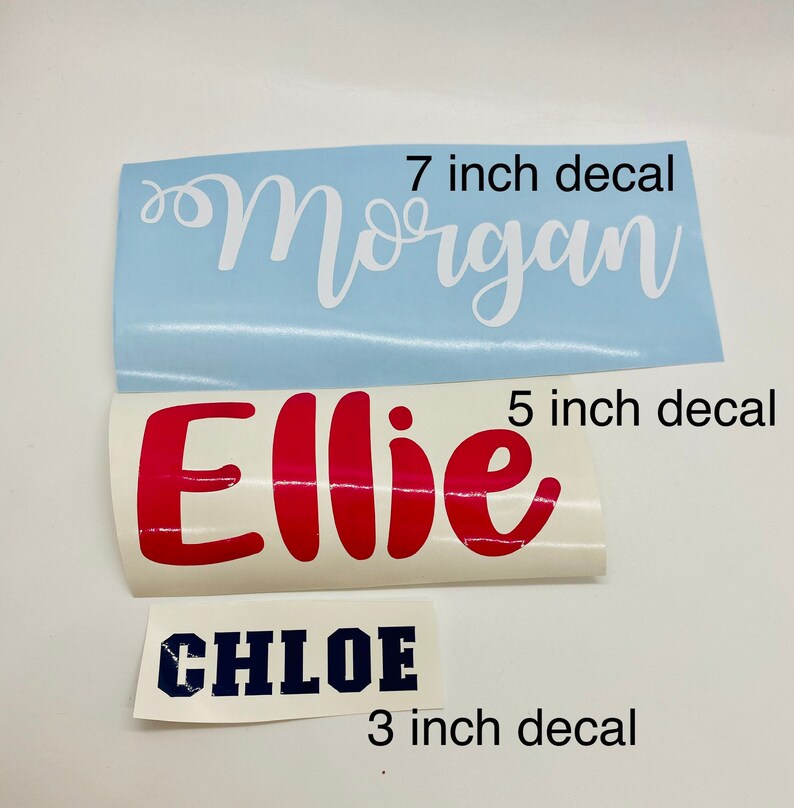 7 inch decal
Morgan
5 inch decal
Ellie
CHLOE
3 inch decal